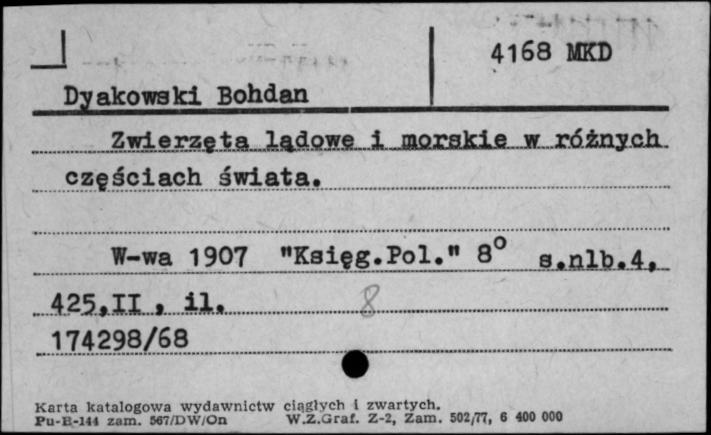 4168 MKD
Dyakowski Bohdan
Zwierzęta lądowe i morskie w różnych
częściach świata.
W-wa 1907 "Księg.Pol." 8° s.nlb.4,
425,II , il.
8
174298/68
Karta katalogowa wydawnictw ciągłych i zwartych.
Pu-B-144 zam. 567/DW/On W.Z.Graf. Z-2, Zam. 502/77, 6 400 000